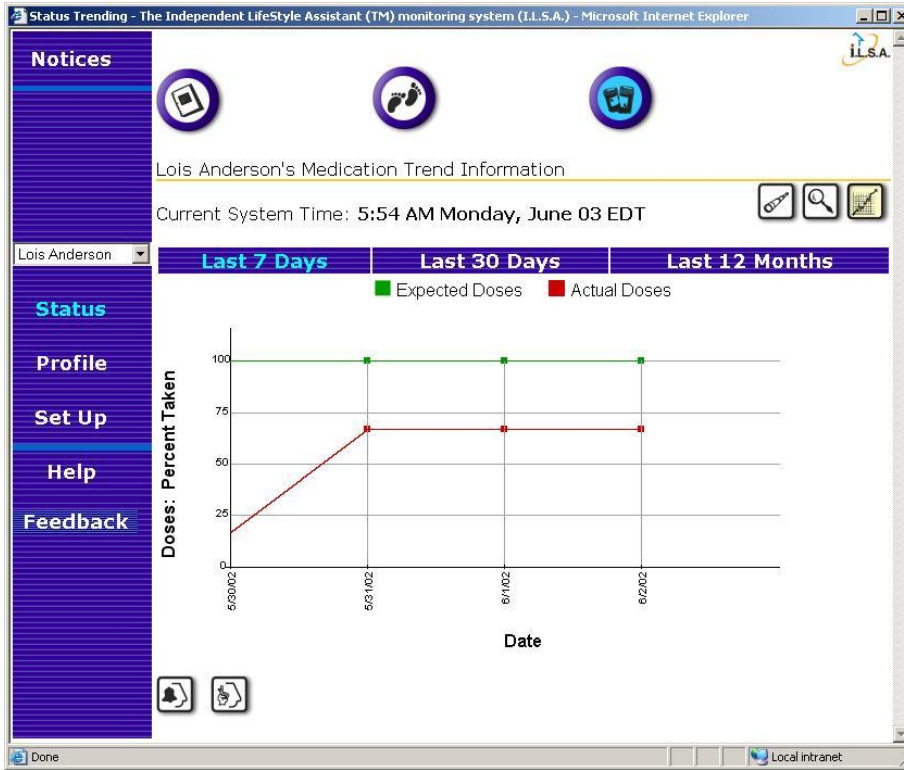 Status Trending - The Independent LifeStyle Assistant (TM) monitoring system (I.L.S.A.) - Microsoft Internet Explorer
Notices
i.L.S.A.
Lois Anderson's Medication Trend Information
Current System Time: 5:54 AM Monday, June 03 EDT
Lois Anderson
Last 7 Days Last 30 Days Last 12 Months
Expected Doses Actual Doses
Status
Profile
Set Up
Help
Feedback
Doses: Percent Taken
100
75
50
25
0
5/30/02 5/31/02 6/1/02 6/2/02
Date
Done Local intranet